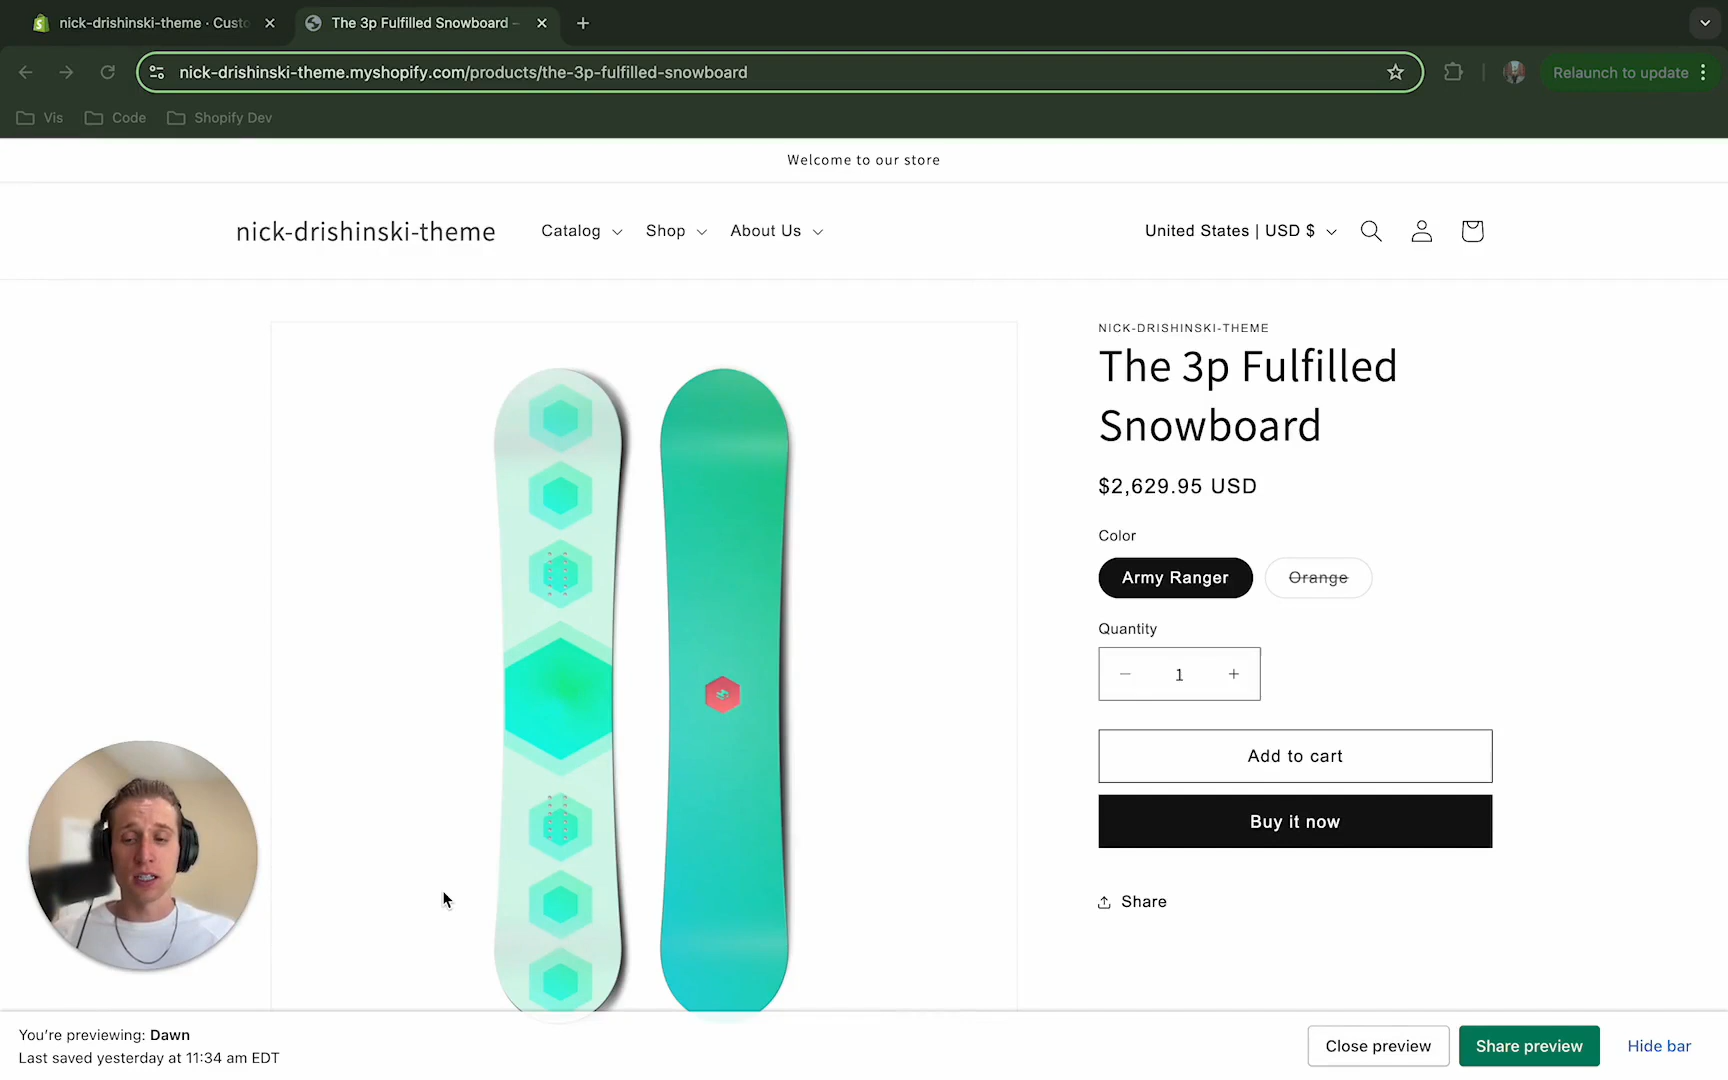 nick-drishinski-theme · Custo
The 3p Fulfilled Snowboard –
nick-drishinski-theme.myshopify.com/products/the-3p-fulfilled-snowboard
Relaunch to update
Vis
Code
Shopify Dev
Welcome to our store
nick-drishinski-theme
Catalog
Shop
About Us
United States | USD $
NICK-DRISHINSKI-THEME
The 3p Fulfilled
Snowboard
$2,629.95 USD
Color
Army Ranger
Orange
Quantity
1
Add to cart
Buy it now
Share
You're previewing: Dawn
Last saved yesterday at 11:34 am EDT
Close preview
Share preview
Hide bar